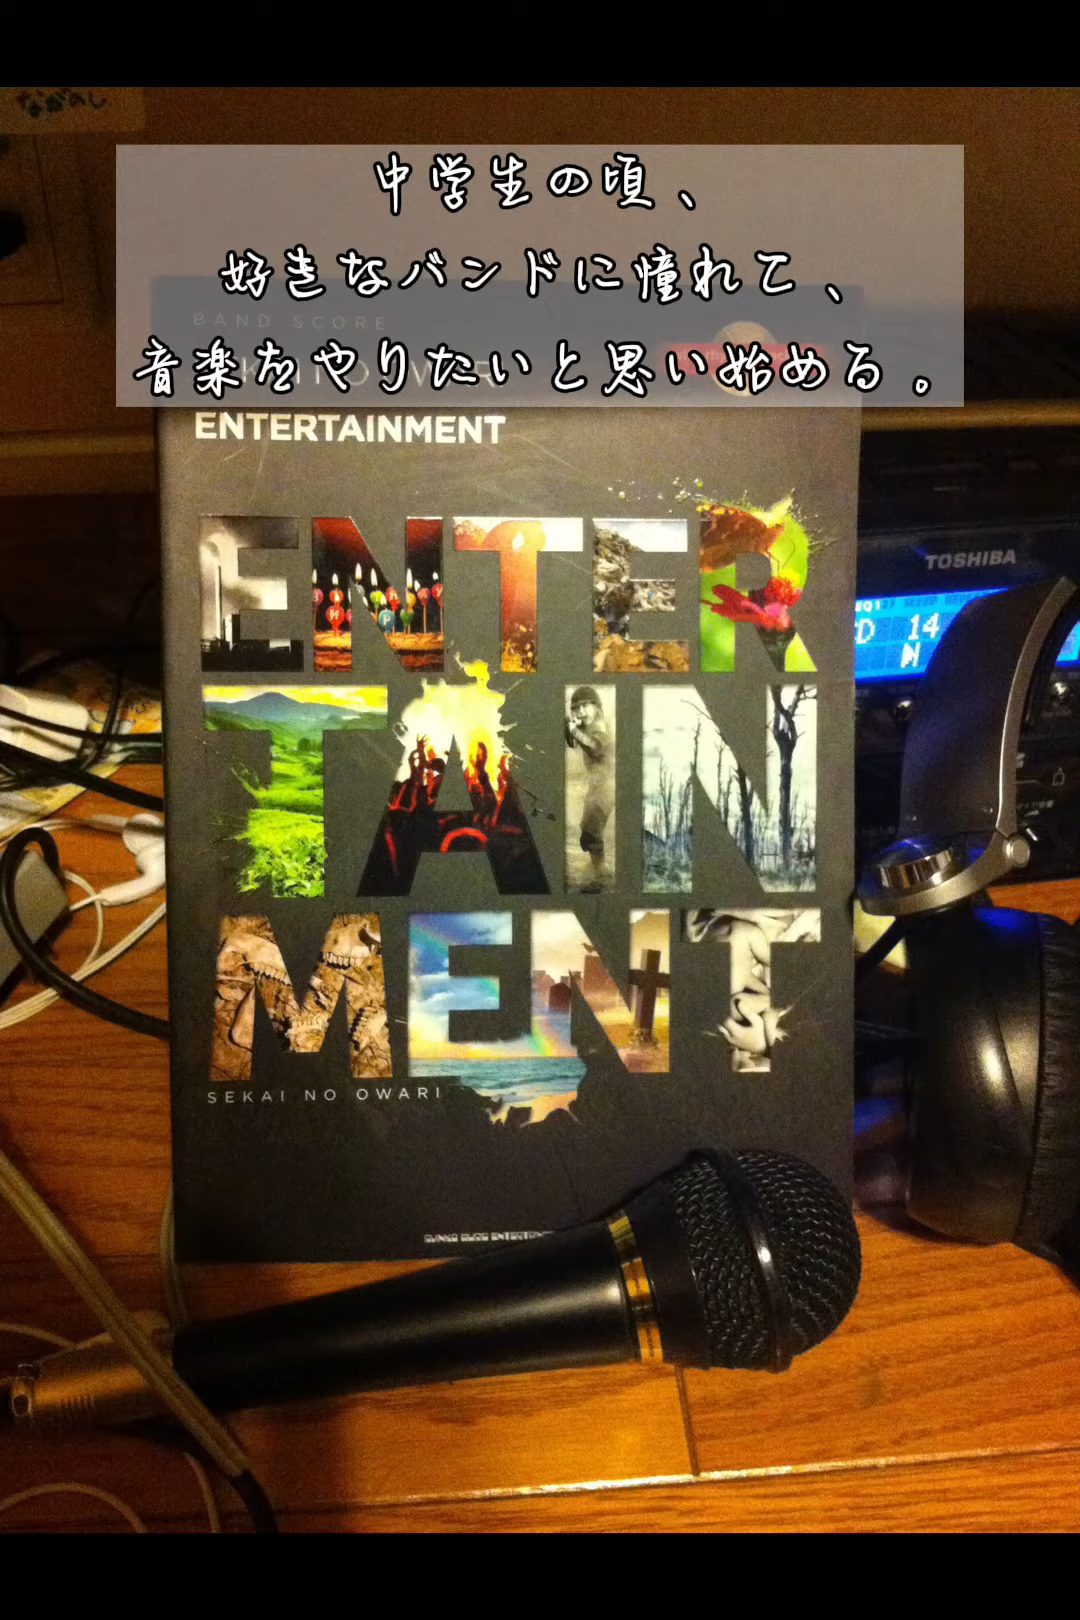 中学生の頃、
好きなバンドに憧れて、
音楽をやりたいと思い始める。
BAND SCORE
ENTERTAINMENT
ENTER
TAIN
MENT
SEKAI NO OWARI
TOSHIBA
14